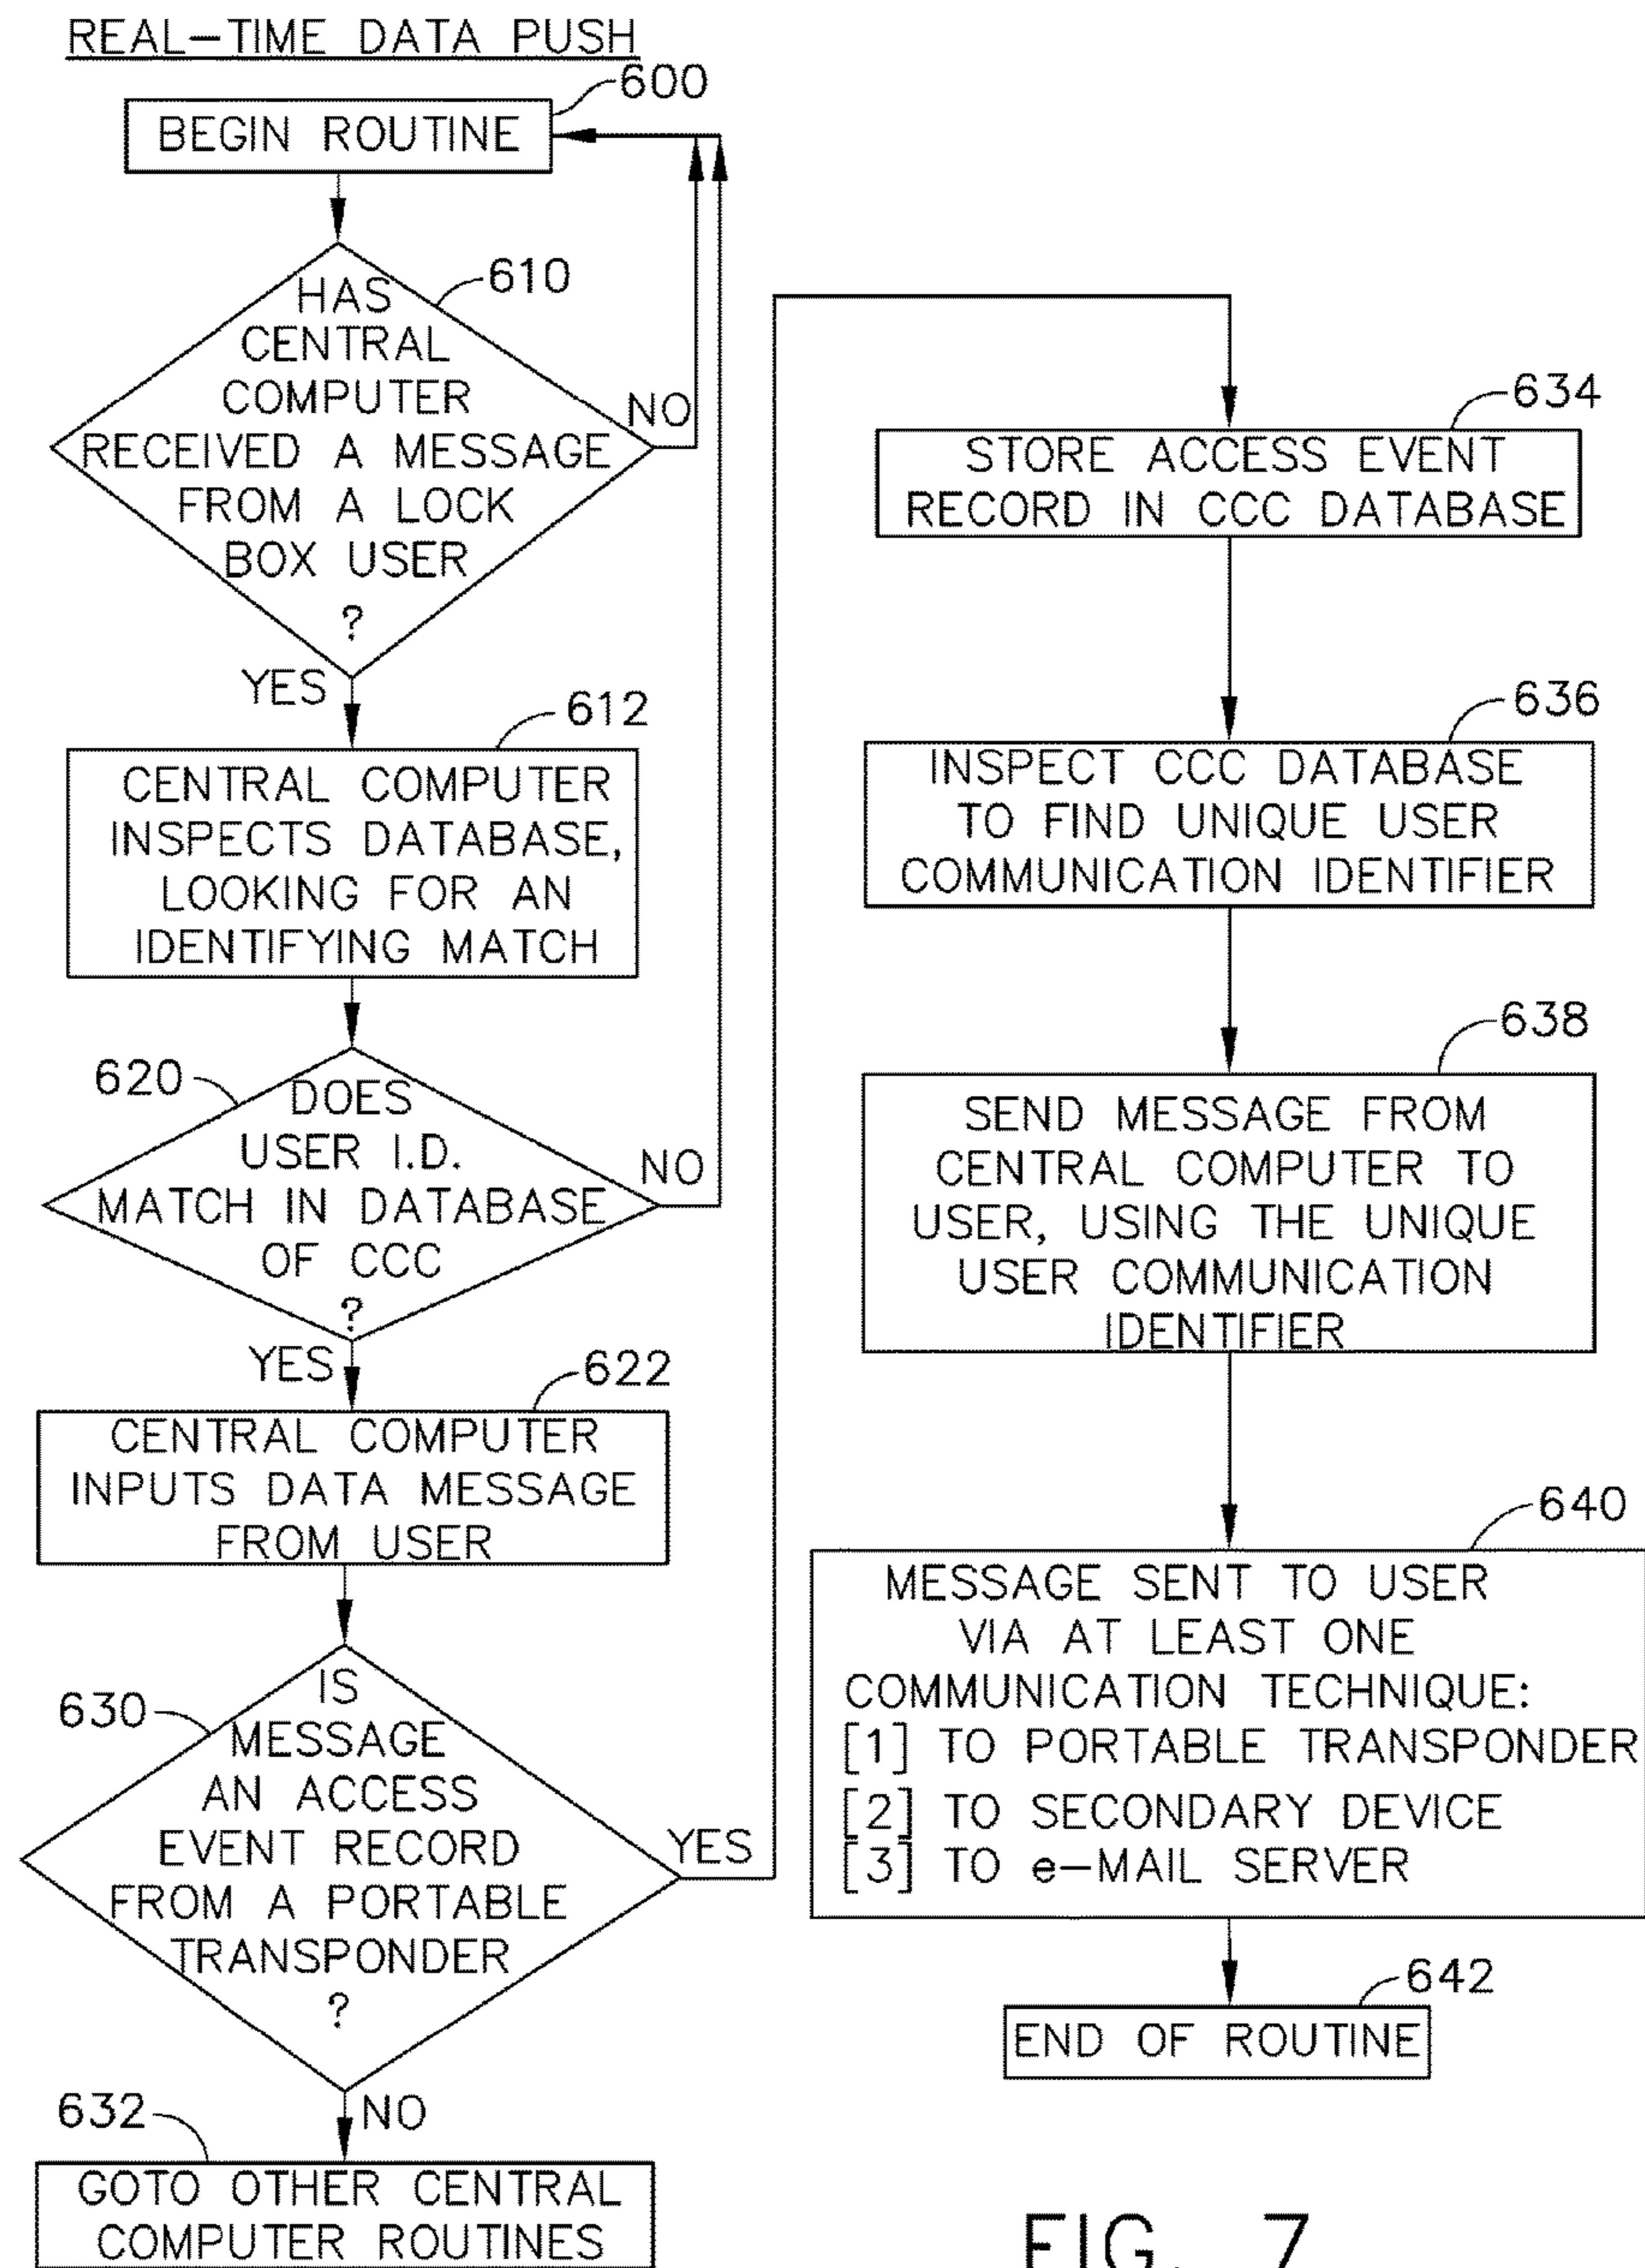 REAL-TIME DATA PUSH
600
BEGIN ROUTINE
610
HAS
CENTRAL
COMPUTER
RECEIVED A MESSAGE
FROM A LOCK
BOX USER
?
NO
YES
612
CENTRAL COMPUTER
INSPECTS DATABASE,
LOOKING FOR AN
IDENTIFYING MATCH
620
DOES
USER I.D.
MATCH IN DATABASE
OF CCC
?
NO
YES
622
CENTRAL COMPUTER
INPUTS DATA MESSAGE
FROM USER
630
IS
MESSAGE
AN ACCESS
EVENT RECORD
FROM A PORTABLE
TRANSPONDER
?
YES
NO
632
GOTO OTHER CENTRAL
COMPUTER ROUTINES
634
STORE ACCESS EVENT
RECORD IN CCC DATABASE
636
INSPECT CCC DATABASE
TO FIND UNIQUE USER
COMMUNICATION IDENTIFIER
638
SEND MESSAGE FROM
CENTRAL COMPUTER TO
USER, USING THE UNIQUE
USER COMMUNICATION
IDENTIFIER
640
MESSAGE SENT TO USER
VIA AT LEAST ONE
COMMUNICATION TECHNIQUE:
[1] TO PORTABLE TRANSPONDER
[2] TO SECONDARY DEVICE
[3] TO e-MAIL SERVER
642
END OF ROUTINE
FIG. 7